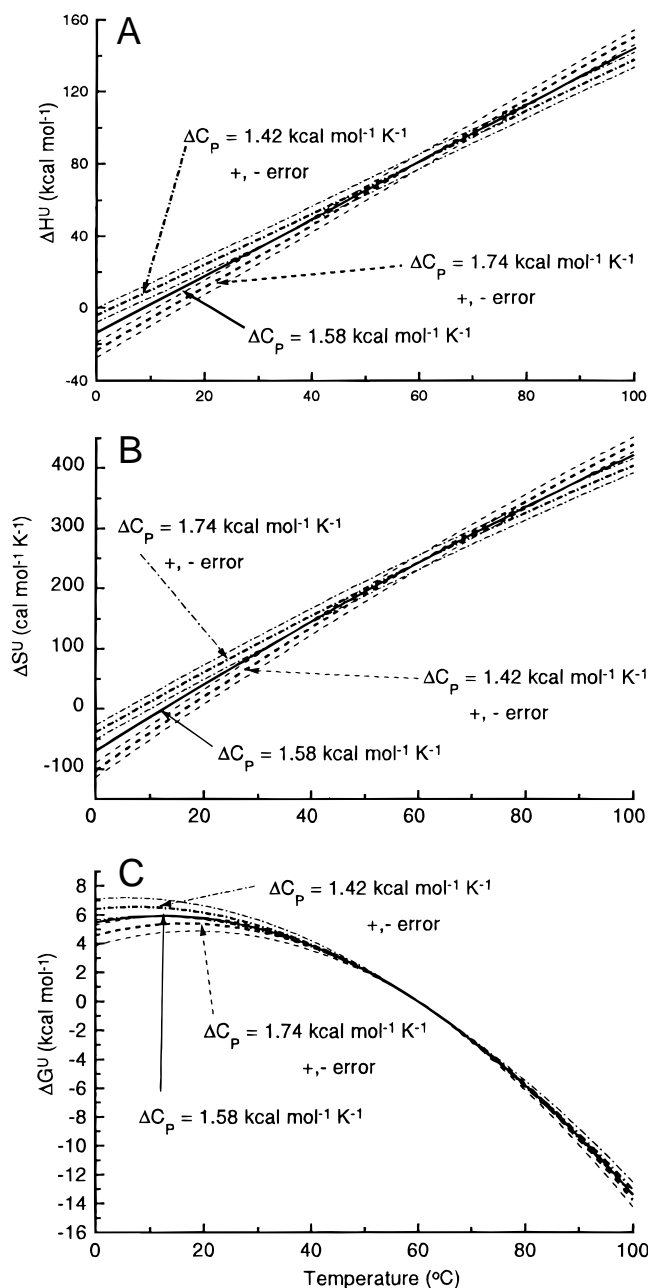 A
160
120
80
40
0
-40
ΔHᵁ (kcal mol⁻¹)
ΔC_P = 1.42 kcal mol⁻¹ K⁻¹
+, - error
ΔC_P = 1.74 kcal mol⁻¹ K⁻¹
+, - error
ΔC_P = 1.58 kcal mol⁻¹ K⁻¹
0 20 40 60 80 100
B
400
300
200
100
0
-100
ΔSᵁ (cal mol⁻¹ K⁻¹)
ΔC_P = 1.74 kcal mol⁻¹ K⁻¹
+, - error
ΔC_P = 1.42 kcal mol⁻¹ K⁻¹
+, - error
ΔC_P = 1.58 kcal mol⁻¹ K⁻¹
0 20 40 60 80 100
C
8
6
4
2
0
-2
-4
-6
-8
-10
-12
-14
-16
ΔGᵁ (kcal mol⁻¹)
ΔC_P = 1.42 kcal mol⁻¹ K⁻¹
+,- error
ΔC_P = 1.74 kcal mol⁻¹ K⁻¹
+,- error
ΔC_P = 1.58 kcal mol⁻¹ K⁻¹
0 20 40 60 80 100
Temperature (ºC)